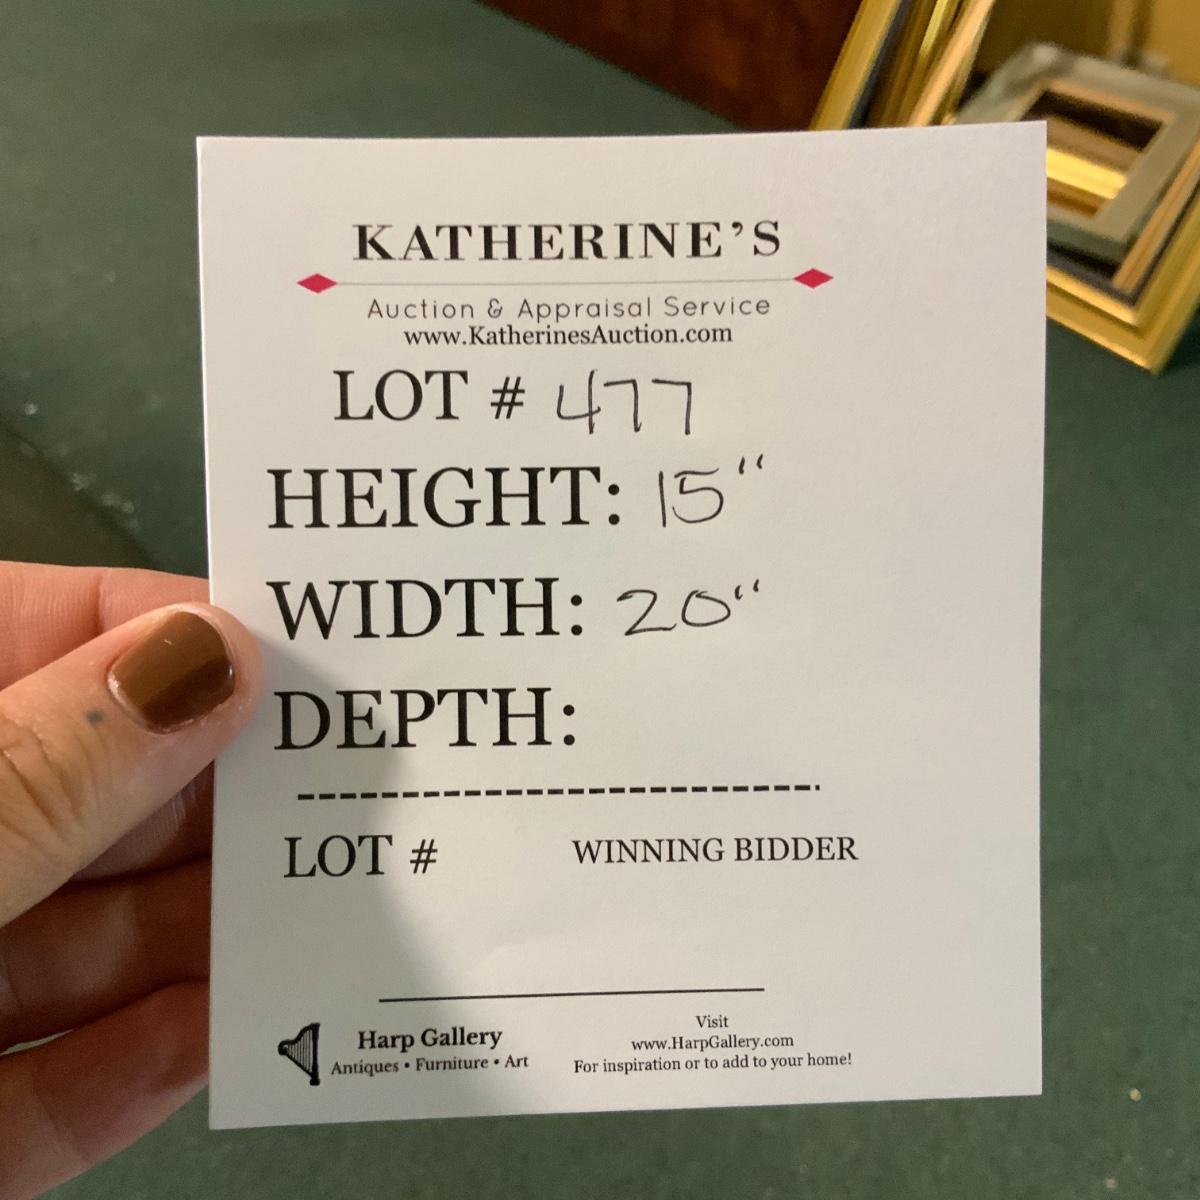 KATHERINE'S
Auction & Appraisal Service
www.KatherinesAuction.com
LOT # 477
HEIGHT: 15"
WIDTH: 20"
DEPTH:
LOT # WINNING BIDDER
Harp Gallery
Antiques • Furniture • Art
Visit
www.HarpGallery.com
For inspiration or to add to your home!